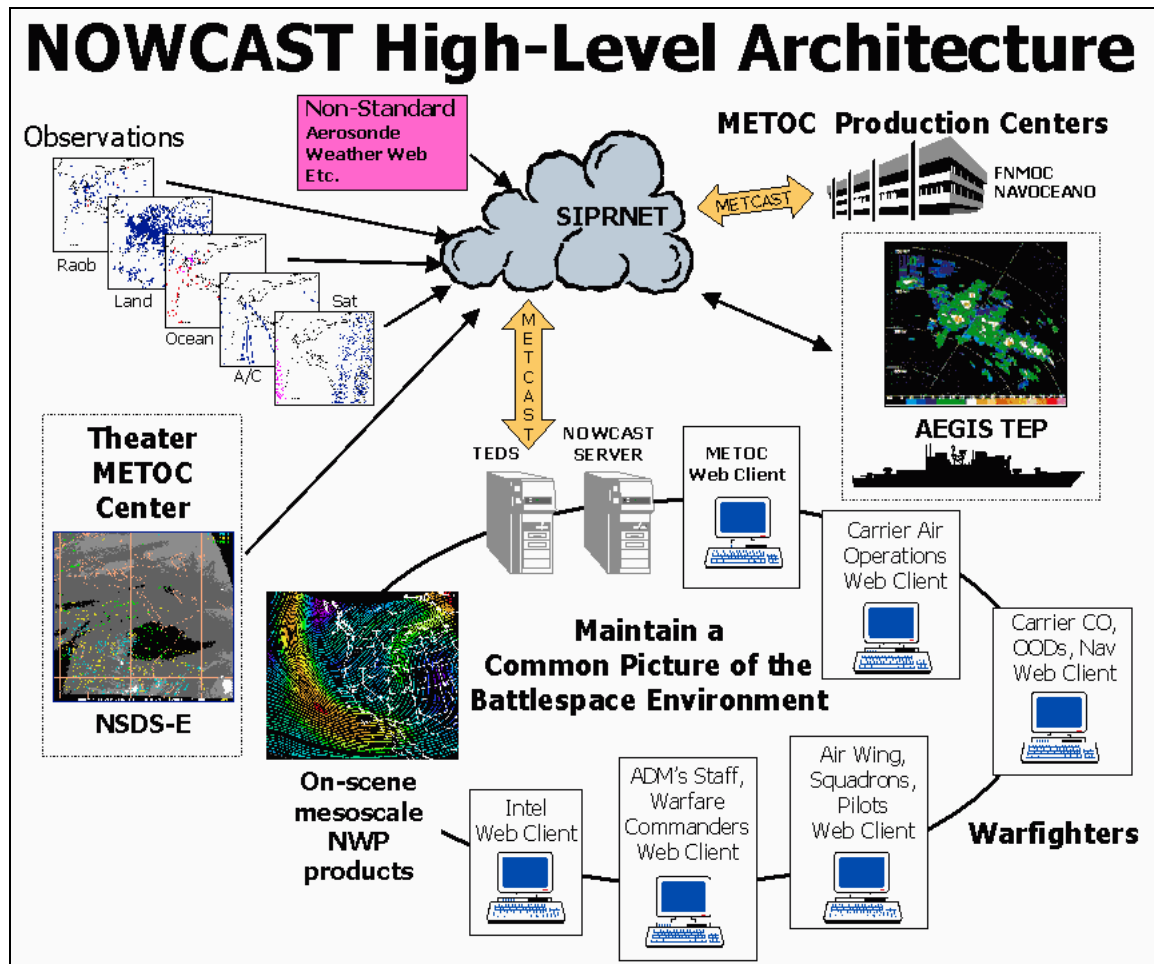 NOWCAST High-Level Architecture
Observations
Raob
Land
Ocean
A/C
Sat
Non-Standard
Aerosonde
Weather Web
Etc.
SIPRNET
METCAST
METOC Production Centers
FNMOC
NAVOCEANO
AEGIS TEP
METCAST
Theater
METOC
Center
NSDS-E
TEDS
NOWCAST
SERVER
METOC
Web Client
Carrier Air
Operations
Web Client
Carrier CO,
OODs, Nav
Web Client
Maintain a
Common Picture of the
Battlespace Environment
On-scene
mesoscale
NWP
products
Intel
Web Client
ADM's Staff,
Warfare
Commanders
Web Client
Air Wing,
Squadrons,
Pilots
Web Client
Warfighters